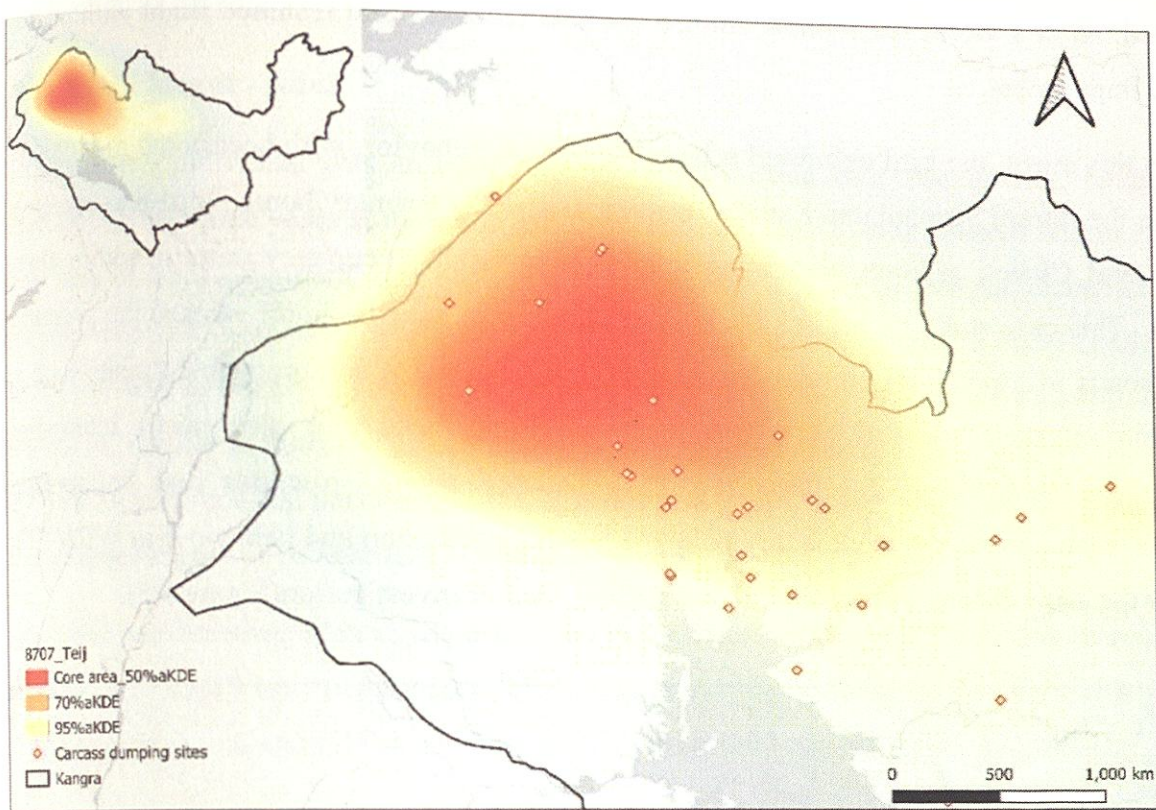 8707_Teij
Core area_50%aKDE
70%aKDE
95%aKDE
Carcass dumping sites
Kangra
0 500 1,000 km